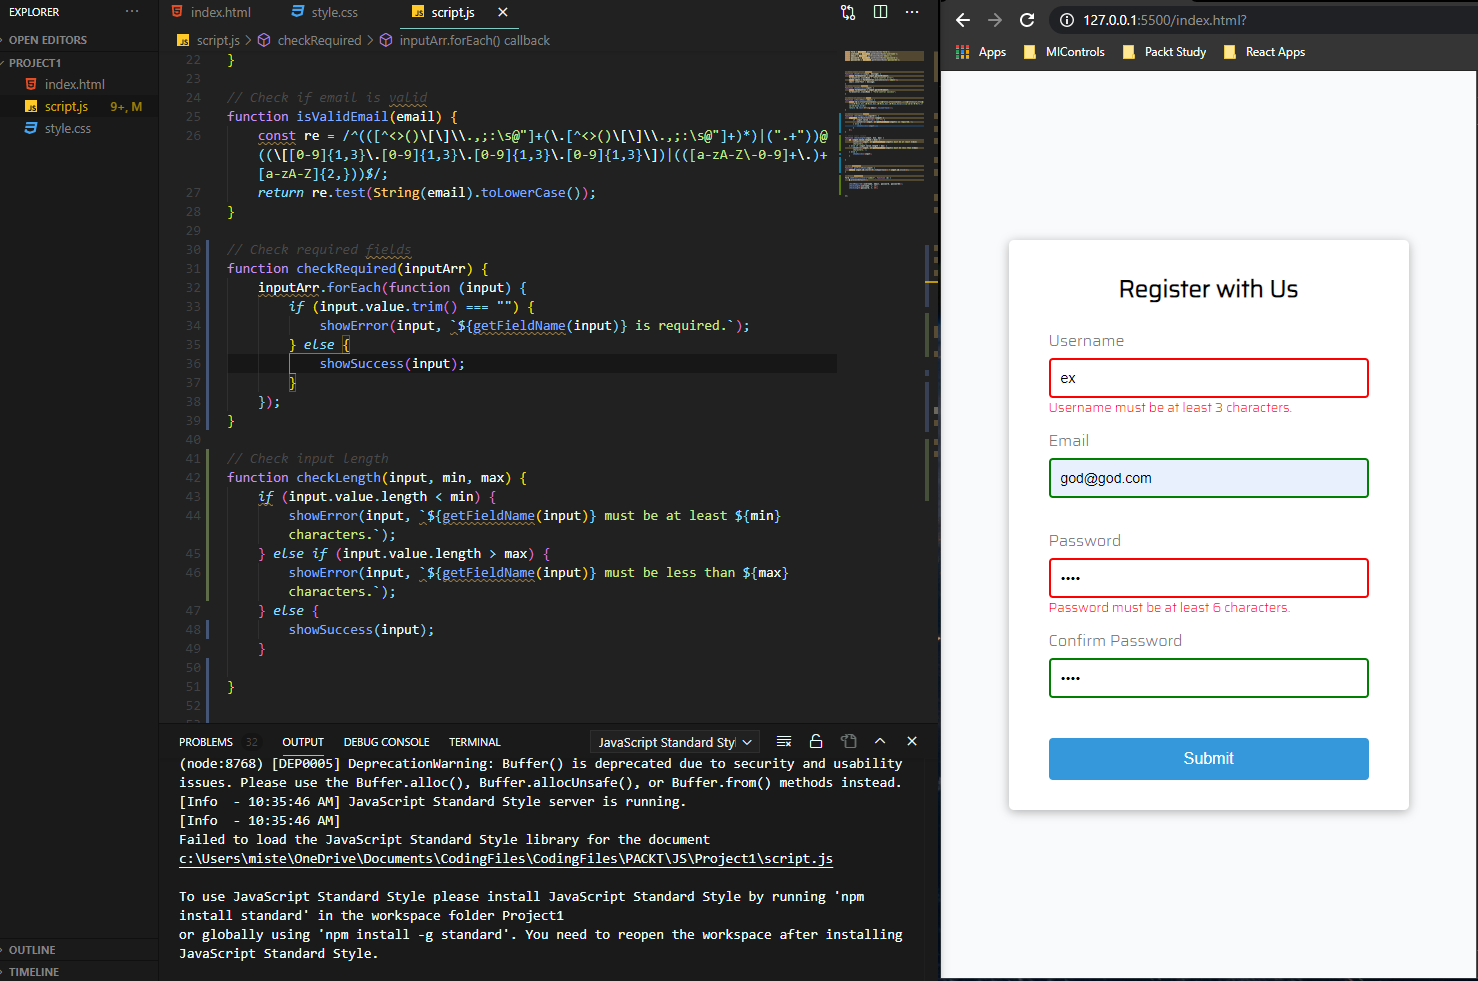 EXPLORER ···
OPEN EDITORS
PROJECT1
index.html
script.js 9+, M
style.css
OUTLINE
TIMELINE
index.html style.css script.js
script.js > checkRequired > inputArr.forEach() callback
22 }
23
24 // Check if email is valid
25 function isValidEmail(email) {
26 const re = /^(([^<>()\[\]\\.,;:\s@"]+(\.[^<>()\[\]\\.,;:\s@"]+)*)|(".+"))@
((\[[0-9]{1,3}\.[0-9]{1,3}\.[0-9]{1,3}\.[0-9]{1,3}\])|(([a-zA-Z\-0-9]+\.)+
[a-zA-Z]{2,}))$/;
27 return re.test(String(email).toLowerCase());
28 }
29
30 // Check required fields
31 function checkRequired(inputArr) {
32 inputArr.forEach(function (input) {
33 if (input.value.trim() === "") {
34 showError(input, `${getFieldName(input)} is required.`);
35 } else {
36 showSuccess(input);
37 }
38 });
39 }
40
41 // Check input length
42 function checkLength(input, min, max) {
43 if (input.value.length < min) {
44 showError(input, `${getFieldName(input)} must be at least ${min}
characters.`);
45 } else if (input.value.length > max) {
46 showError(input, `${getFieldName(input)} must be less than ${max}
characters.`);
47 } else {
48 showSuccess(input);
49 }
50
51 }
52
PROBLEMS 32 OUTPUT DEBUG CONSOLE TERMINAL JavaScript Standard Styl
(node:8768) [DEP0005] DeprecationWarning: Buffer() is deprecated due to security and usability
issues. Please use the Buffer.alloc(), Buffer.allocUnsafe(), or Buffer.from() methods instead.
[Info - 10:35:46 AM] JavaScript Standard Style server is running.
[Info - 10:35:46 AM]
Failed to load the JavaScript Standard Style library for the document
c:\Users\miste\OneDrive\Documents\CodingFiles\CodingFiles\PACKT\JS\Project1\script.js
To use JavaScript Standard Style please install JavaScript Standard Style by running 'npm
install standard' in the workspace folder Project1
or globally using 'npm install -g standard'. You need to reopen the workspace after installing
JavaScript Standard Style.
127.0.0.1:5500/index.html?
Apps MIControls Packt Study React Apps
Register with Us
Username
ex
Username must be at least 3 characters.
Email
god@god.com
Password
••••
Password must be at least 6 characters.
Confirm Password
••••
Submit